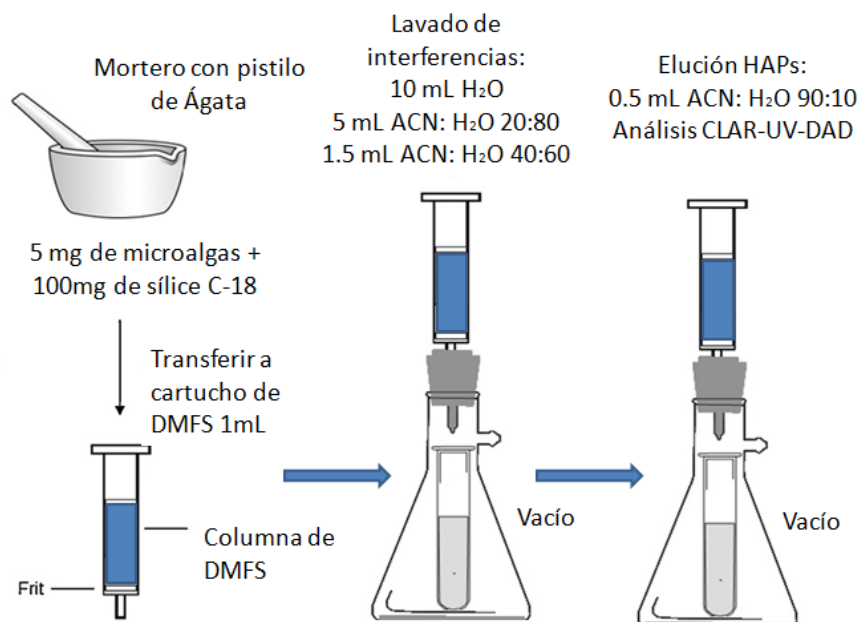 Mortero con pistilo
de Ágata
5 mg de microalgas +
100mg de sílice C-18
Transferir a
cartucho de
DMFS 1mL
Columna de
DMFS
Frit
Lavado de
interferencias:
10 mL H₂O
5 mL ACN: H₂O 20:80
1.5 mL ACN: H₂O 40:60
Vacío
Elución HAPs:
0.5 mL ACN: H₂O 90:10
Análisis CLAR-UV-DAD
Vacío